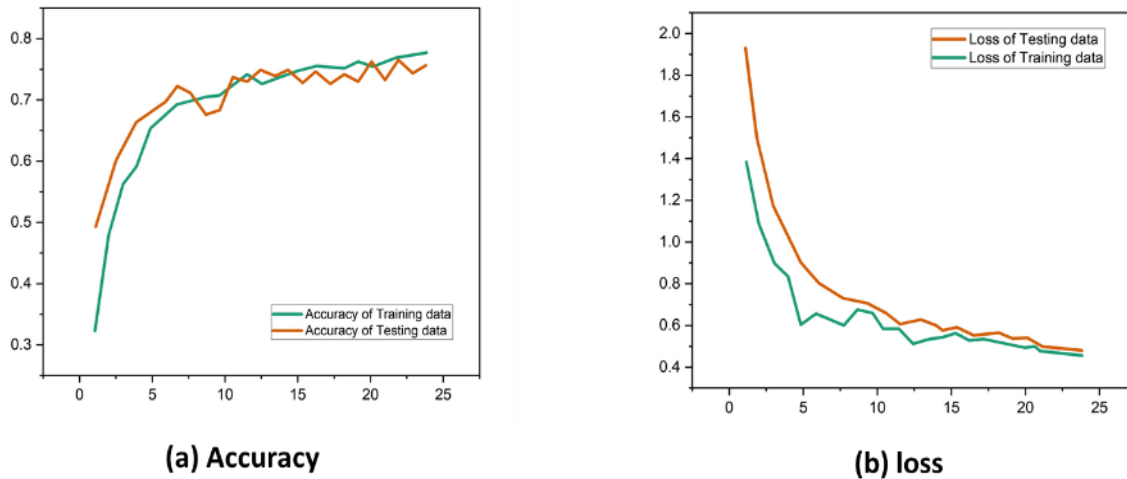 0.8
0.7
0.6
0.5
0.4
0.3
Accuracy of Training data
Accuracy of Testing data
0 5 10 15 20 25
(a) Accuracy
2.0
1.8
1.6
1.4
1.2
1.0
0.8
0.6
0.4
Loss of Testing data
Loss of Training data
0 5 10 15 20 25
(b) loss